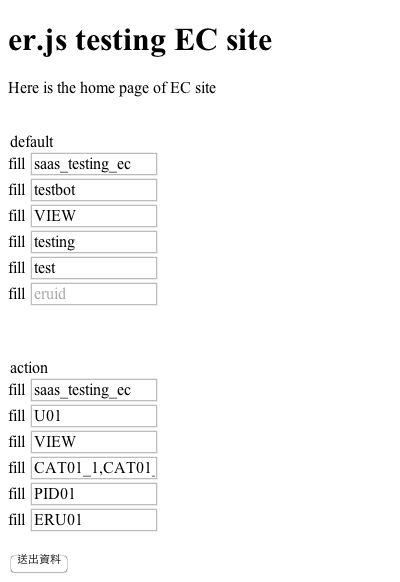 er.js testing EC site
Here is the home page of EC site
default
fill saas_testing_ec
fill testbot
fill VIEW
fill testing
fill test
fill eruid
action
fill saas_testing_ec
fill U01
fill VIEW
fill CAT01_1,CAT01_
fill PID01
fill ERU01
送出資料